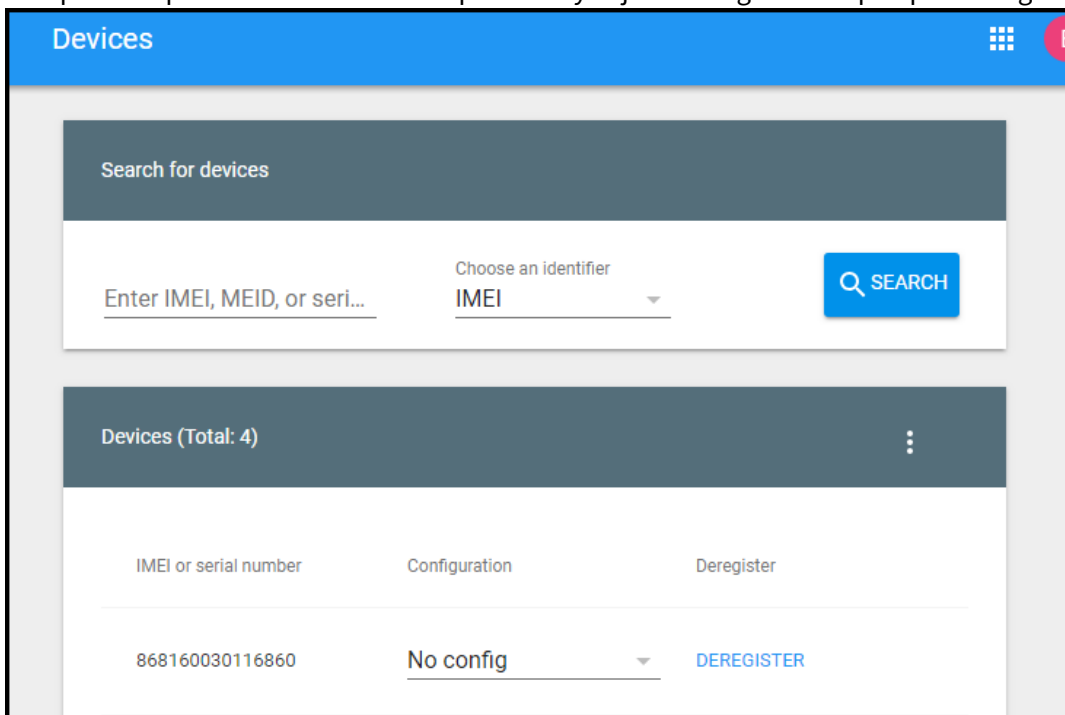 Devices
Search for devices
Choose an identifier
Enter IMEI, MEID, or seri...
IMEI
SEARCH
Devices (Total: 4)
IMEI or serial number
Configuration
Deregister
868160030116860
No config
DEREGISTER